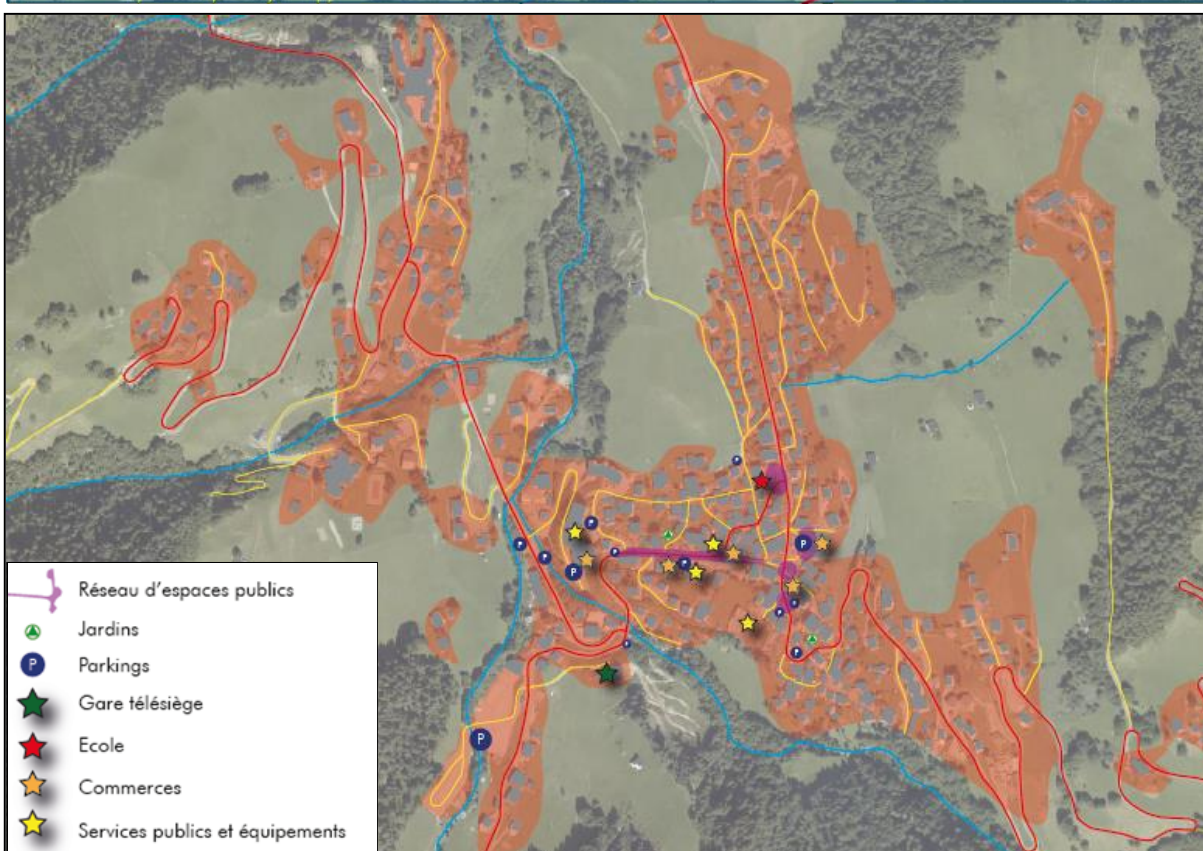 Réseau d'espaces publics
Jardins
P
Parkings
Gare télésiège
Ecole
Commerces
Services publics et équipements
P
P
P
P
P
P
P
P
P
P
P
P
P